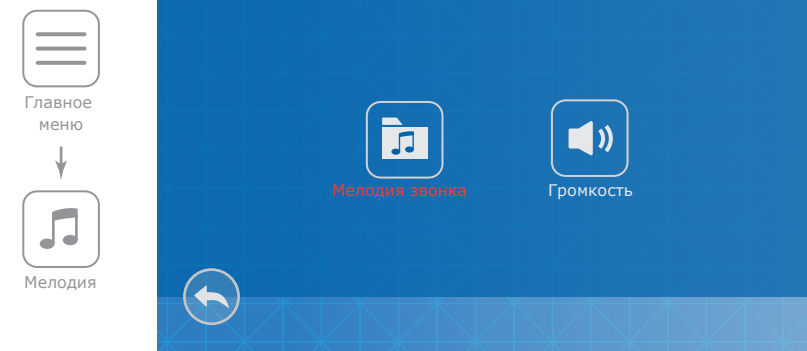 Главное
меню
Мелодия
Мелодия звонка
Громкость